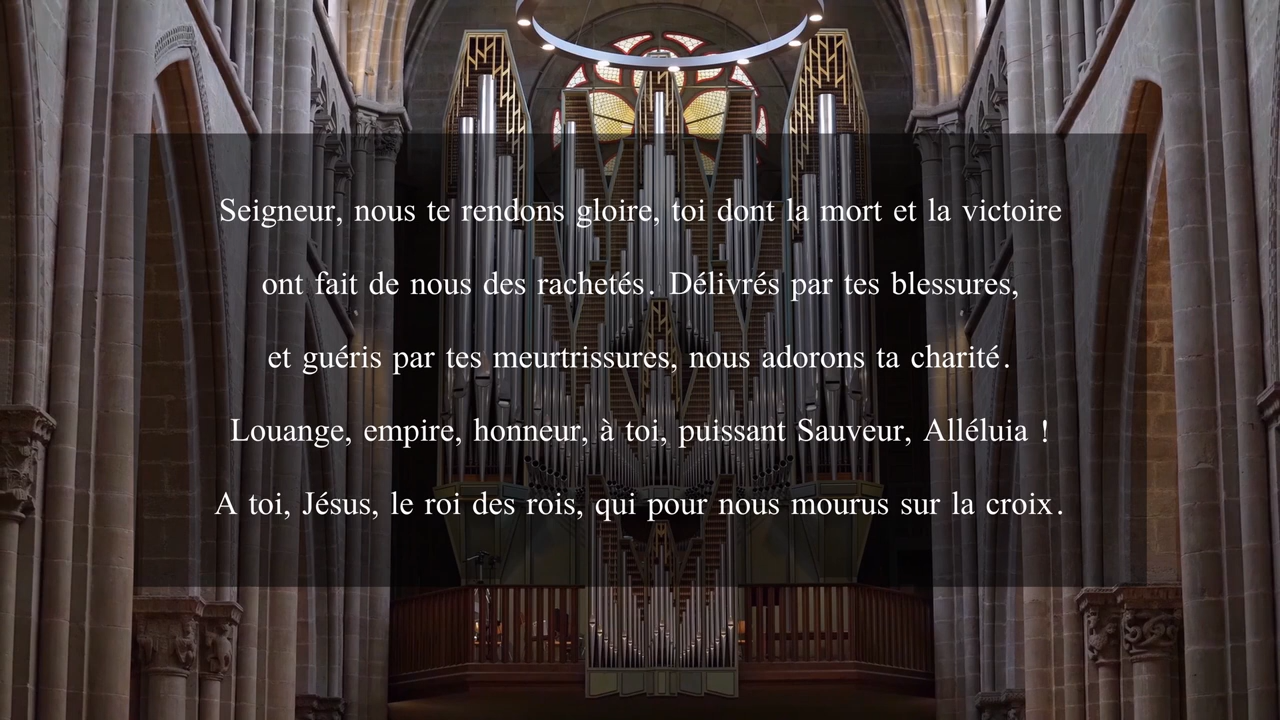 Seigneur, nous te rendons gloire, toi dont la mort et la victoire
ont fait de nous des rachetés. Délivrés par tes blessures,
et guéris par tes meurtrissures, nous adorons ta charité.
Louange, empire, honneur, à toi, puissant Sauveur, Alléluia !
A toi, Jésus, le roi des rois, qui pour nous mourus sur la croix.